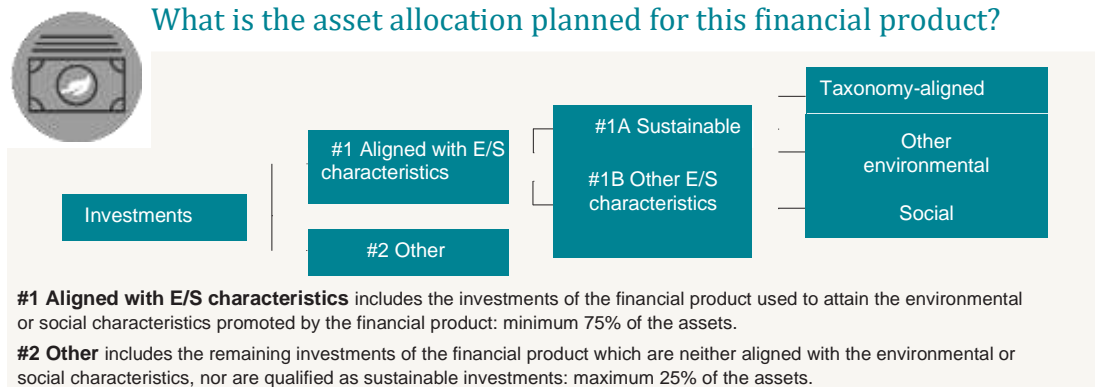 What is the asset allocation planned for this financial product?
Taxonomy-aligned
#1A Sustainable
#1 Aligned with E/S
characteristics
Other
environmental
#1B Other E/S
characteristics
Investments
Social
#2 Other
#1 Aligned with E/S characteristics includes the investments of the financial product used to attain the environmental
or social characteristics promoted by the financial product: minimum 75% of the assets.
#2 Other includes the remaining investments of the financial product which are neither aligned with the environmental or
social characteristics, nor are qualified as sustainable investments: maximum 25% of the assets.